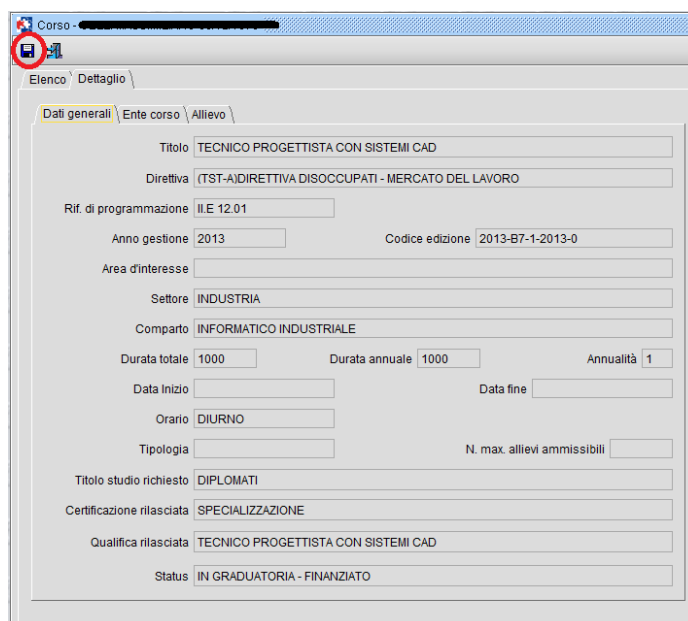 Corso -
Elenco Dettaglio
Dati generali Ente corso Allievo
Titolo TECNICO PROGETTISTA CON SISTEMI CAD
Direttiva (TST-A)DIRETTIVA DISOCCUPATI - MERCATO DEL LAVORO
Rif. di programmazione II.E 12.01
Anno gestione 2013 Codice edizione 2013-B7-1-2013-0
Area d'interesse
Settore INDUSTRIA
Comparto INFORMATICO INDUSTRIALE
Durata totale 1000 Durata annuale 1000 Annualità 1
Data Inizio Data fine
Orario DIURNO
Tipologia N. max. allievi ammissibili
Titolo studio richiesto DIPLOMATI
Certificazione rilasciata SPECIALIZZAZIONE
Qualifica rilasciata TECNICO PROGETTISTA CON SISTEMI CAD
Status IN GRADUATORIA - FINANZIATO